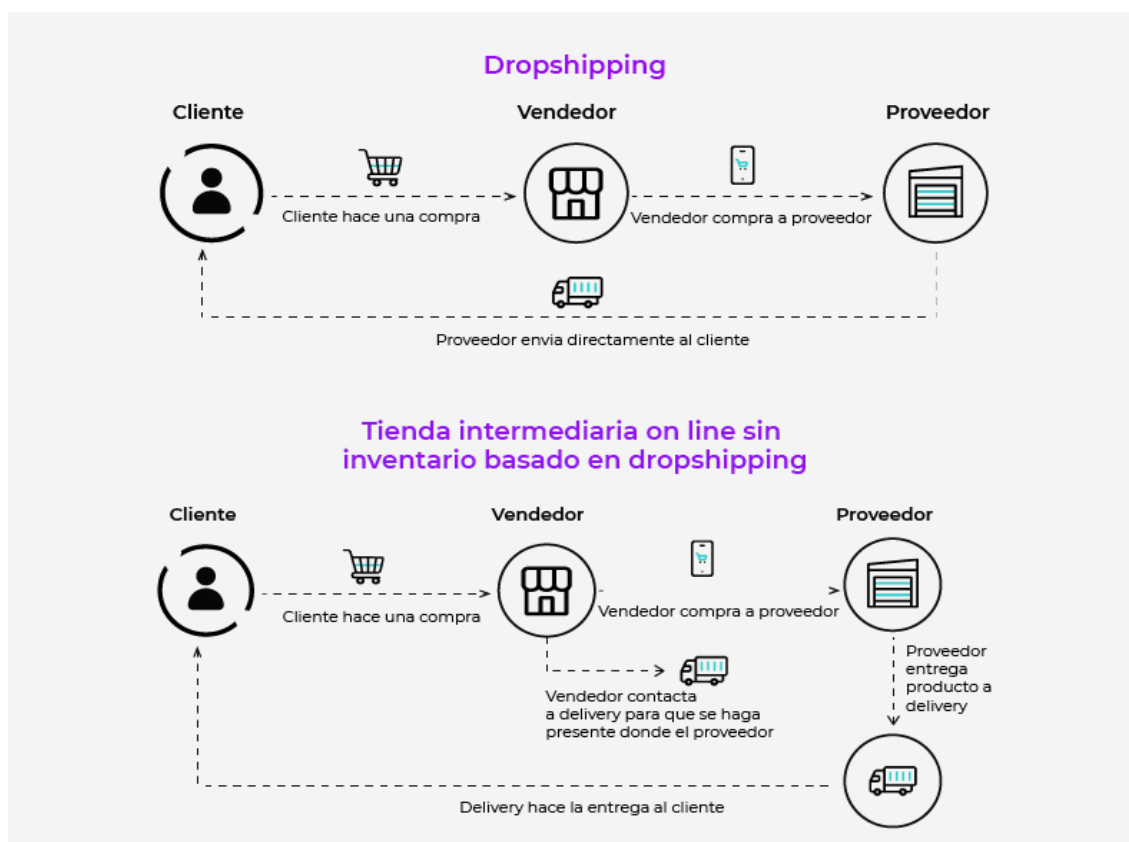 Dropshipping
Cliente
Vendedor
Proveedor
Cliente hace una compra
Vendedor compra a proveedor
Proveedor envia directamente al cliente
Tienda intermediaria on line sin
inventario basado en dropshipping
Cliente
Vendedor
Proveedor
Cliente hace una compra
Vendedor compra a proveedor
Proveedor
entrega
producto a
delivery
Vendedor contacta
a delivery para que se haga
presente donde el proveedor
Delivery hace la entrega al cliente